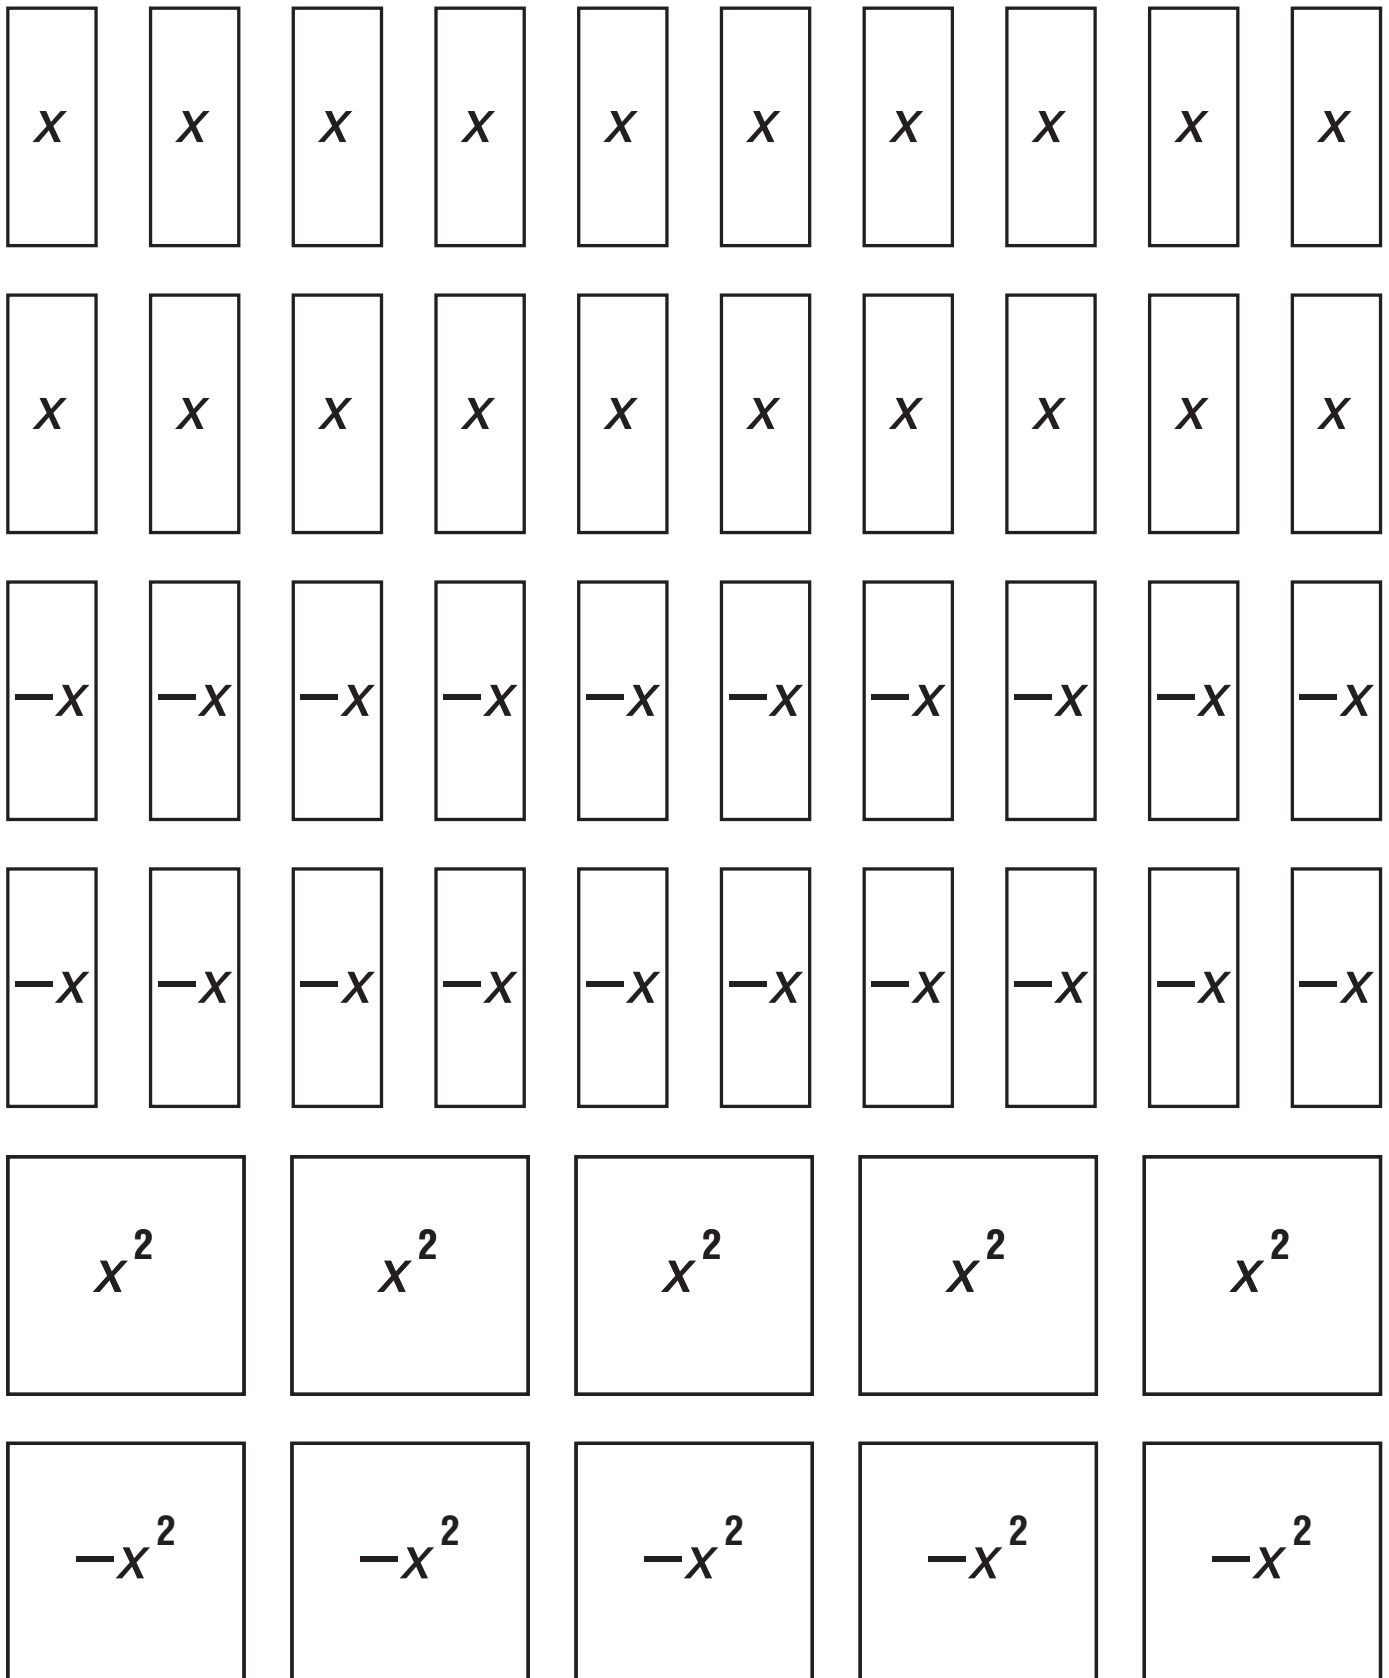 x x x x x x x x x x
x x x x x x x x x x
–x –x –x –x –x –x –x –x –x –x
–x –x –x –x –x –x –x –x –x –x
x² x² x² x² x²
–x² –x² –x² –x² –x²